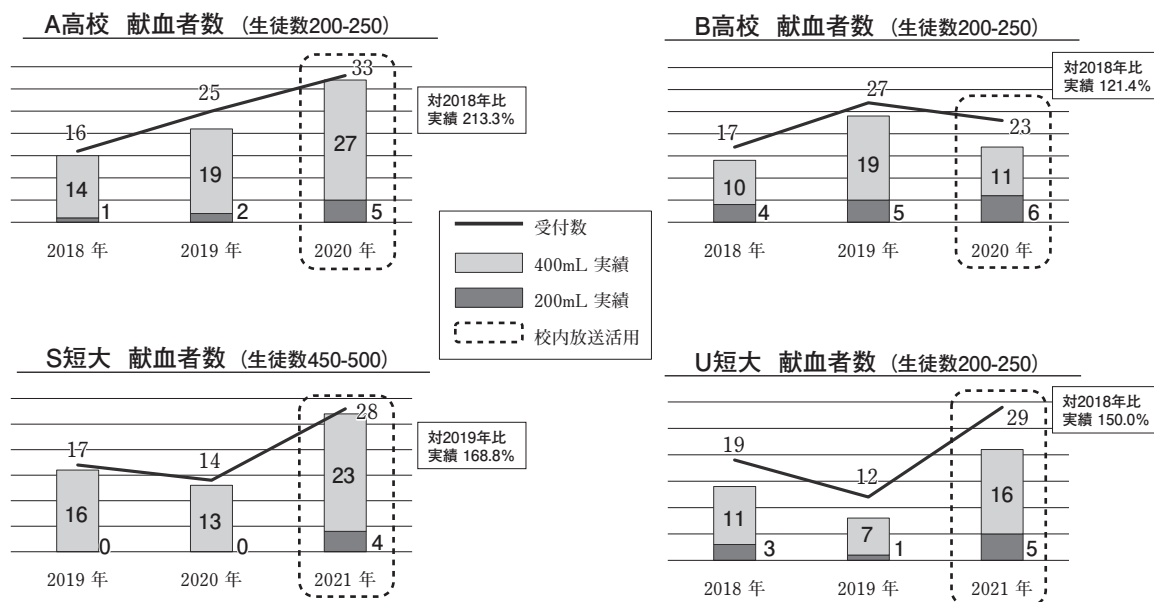 A高校 献血者数 (生徒数200-250)
33
25
16
対2018年比
実績 213.3%
14
1
19
2
27
5
2018 年
2019 年
2020 年
B高校 献血者数 (生徒数200-250)
対2018年比
実績 121.4%
27
23
17
10
4
19
5
11
6
2018 年
2019 年
2020 年
受付数
400mL 実績
200mL 実績
校内放送活用
S短大 献血者数 (生徒数450-500)
28
対2019年比
実績 168.8%
17
14
16
0
13
0
23
4
2019 年
2020 年
2021 年
U短大 献血者数 (生徒数200-250)
対2018年比
実績 150.0%
29
19
12
11
3
7
1
16
5
2018 年
2019 年
2021 年